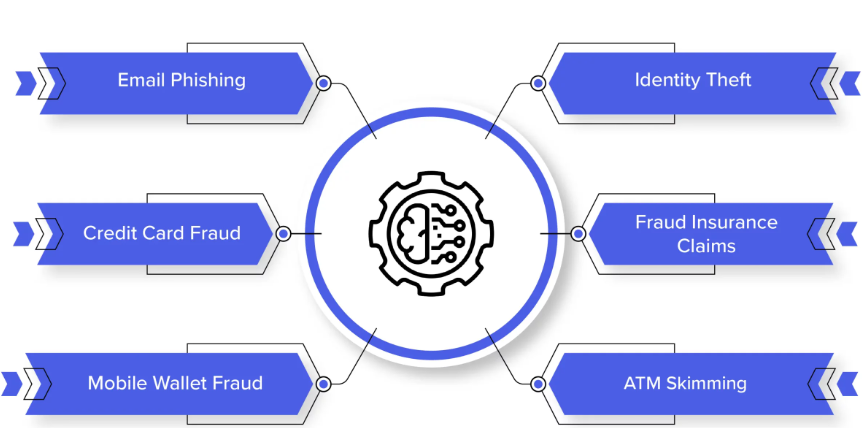 Email Phishing
Identity Theft
Credit Card Fraud
Fraud Insurance
Claims
Mobile Wallet Fraud
ATM Skimming